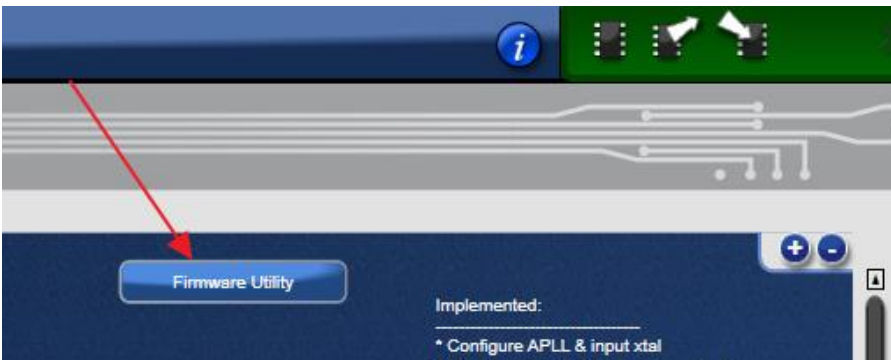 i
+ -
Firmware Utility
Implemented:
--------------------------------------
* Configure APLL & input xtal